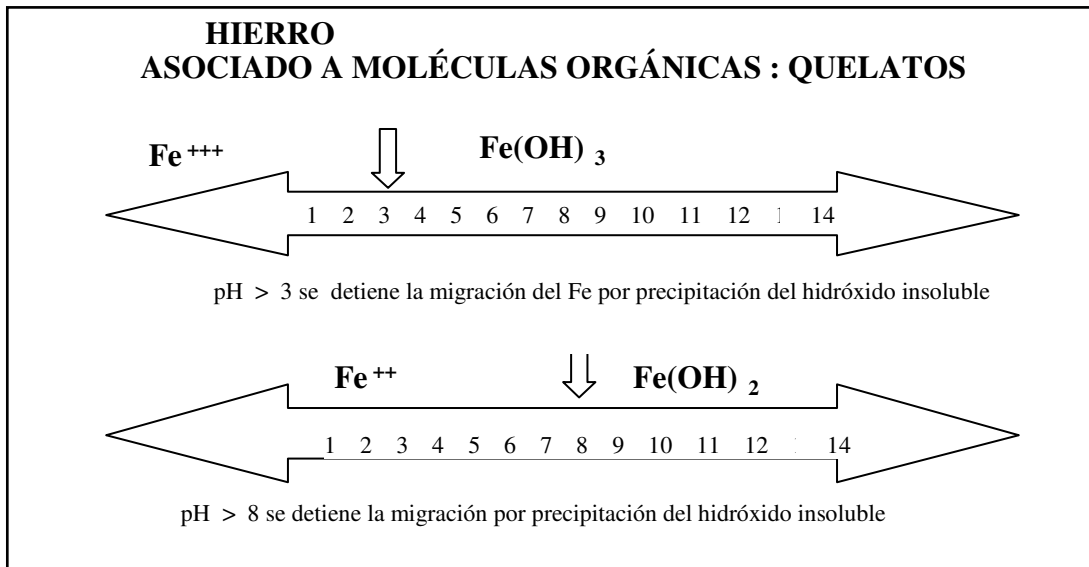 HIERRO
ASOCIADO A MOLÉCULAS ORGÁNICAS : QUELATOS
Fe +++ Fe(OH) 3
1 2 3 4 5 6 7 8 9 10 11 12 1 14
pH > 3 se detiene la migración del Fe por precipitación del hidróxido insoluble
Fe ++ Fe(OH) 2
1 2 3 4 5 6 7 8 9 10 11 12 14
pH > 8 se detiene la migración por precipitación del hidróxido insoluble